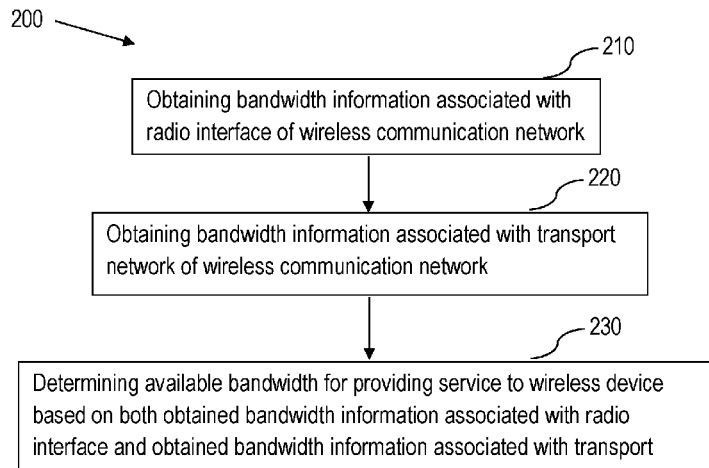 200
210
Obtaining bandwidth information associated with
radio interface of wireless communication network
220
Obtaining bandwidth information associated with transport
network of wireless communication network
230
Determining available bandwidth for providing service to wireless device
based on both obtained bandwidth information associated with radio
interface and obtained bandwidth information associated with transport